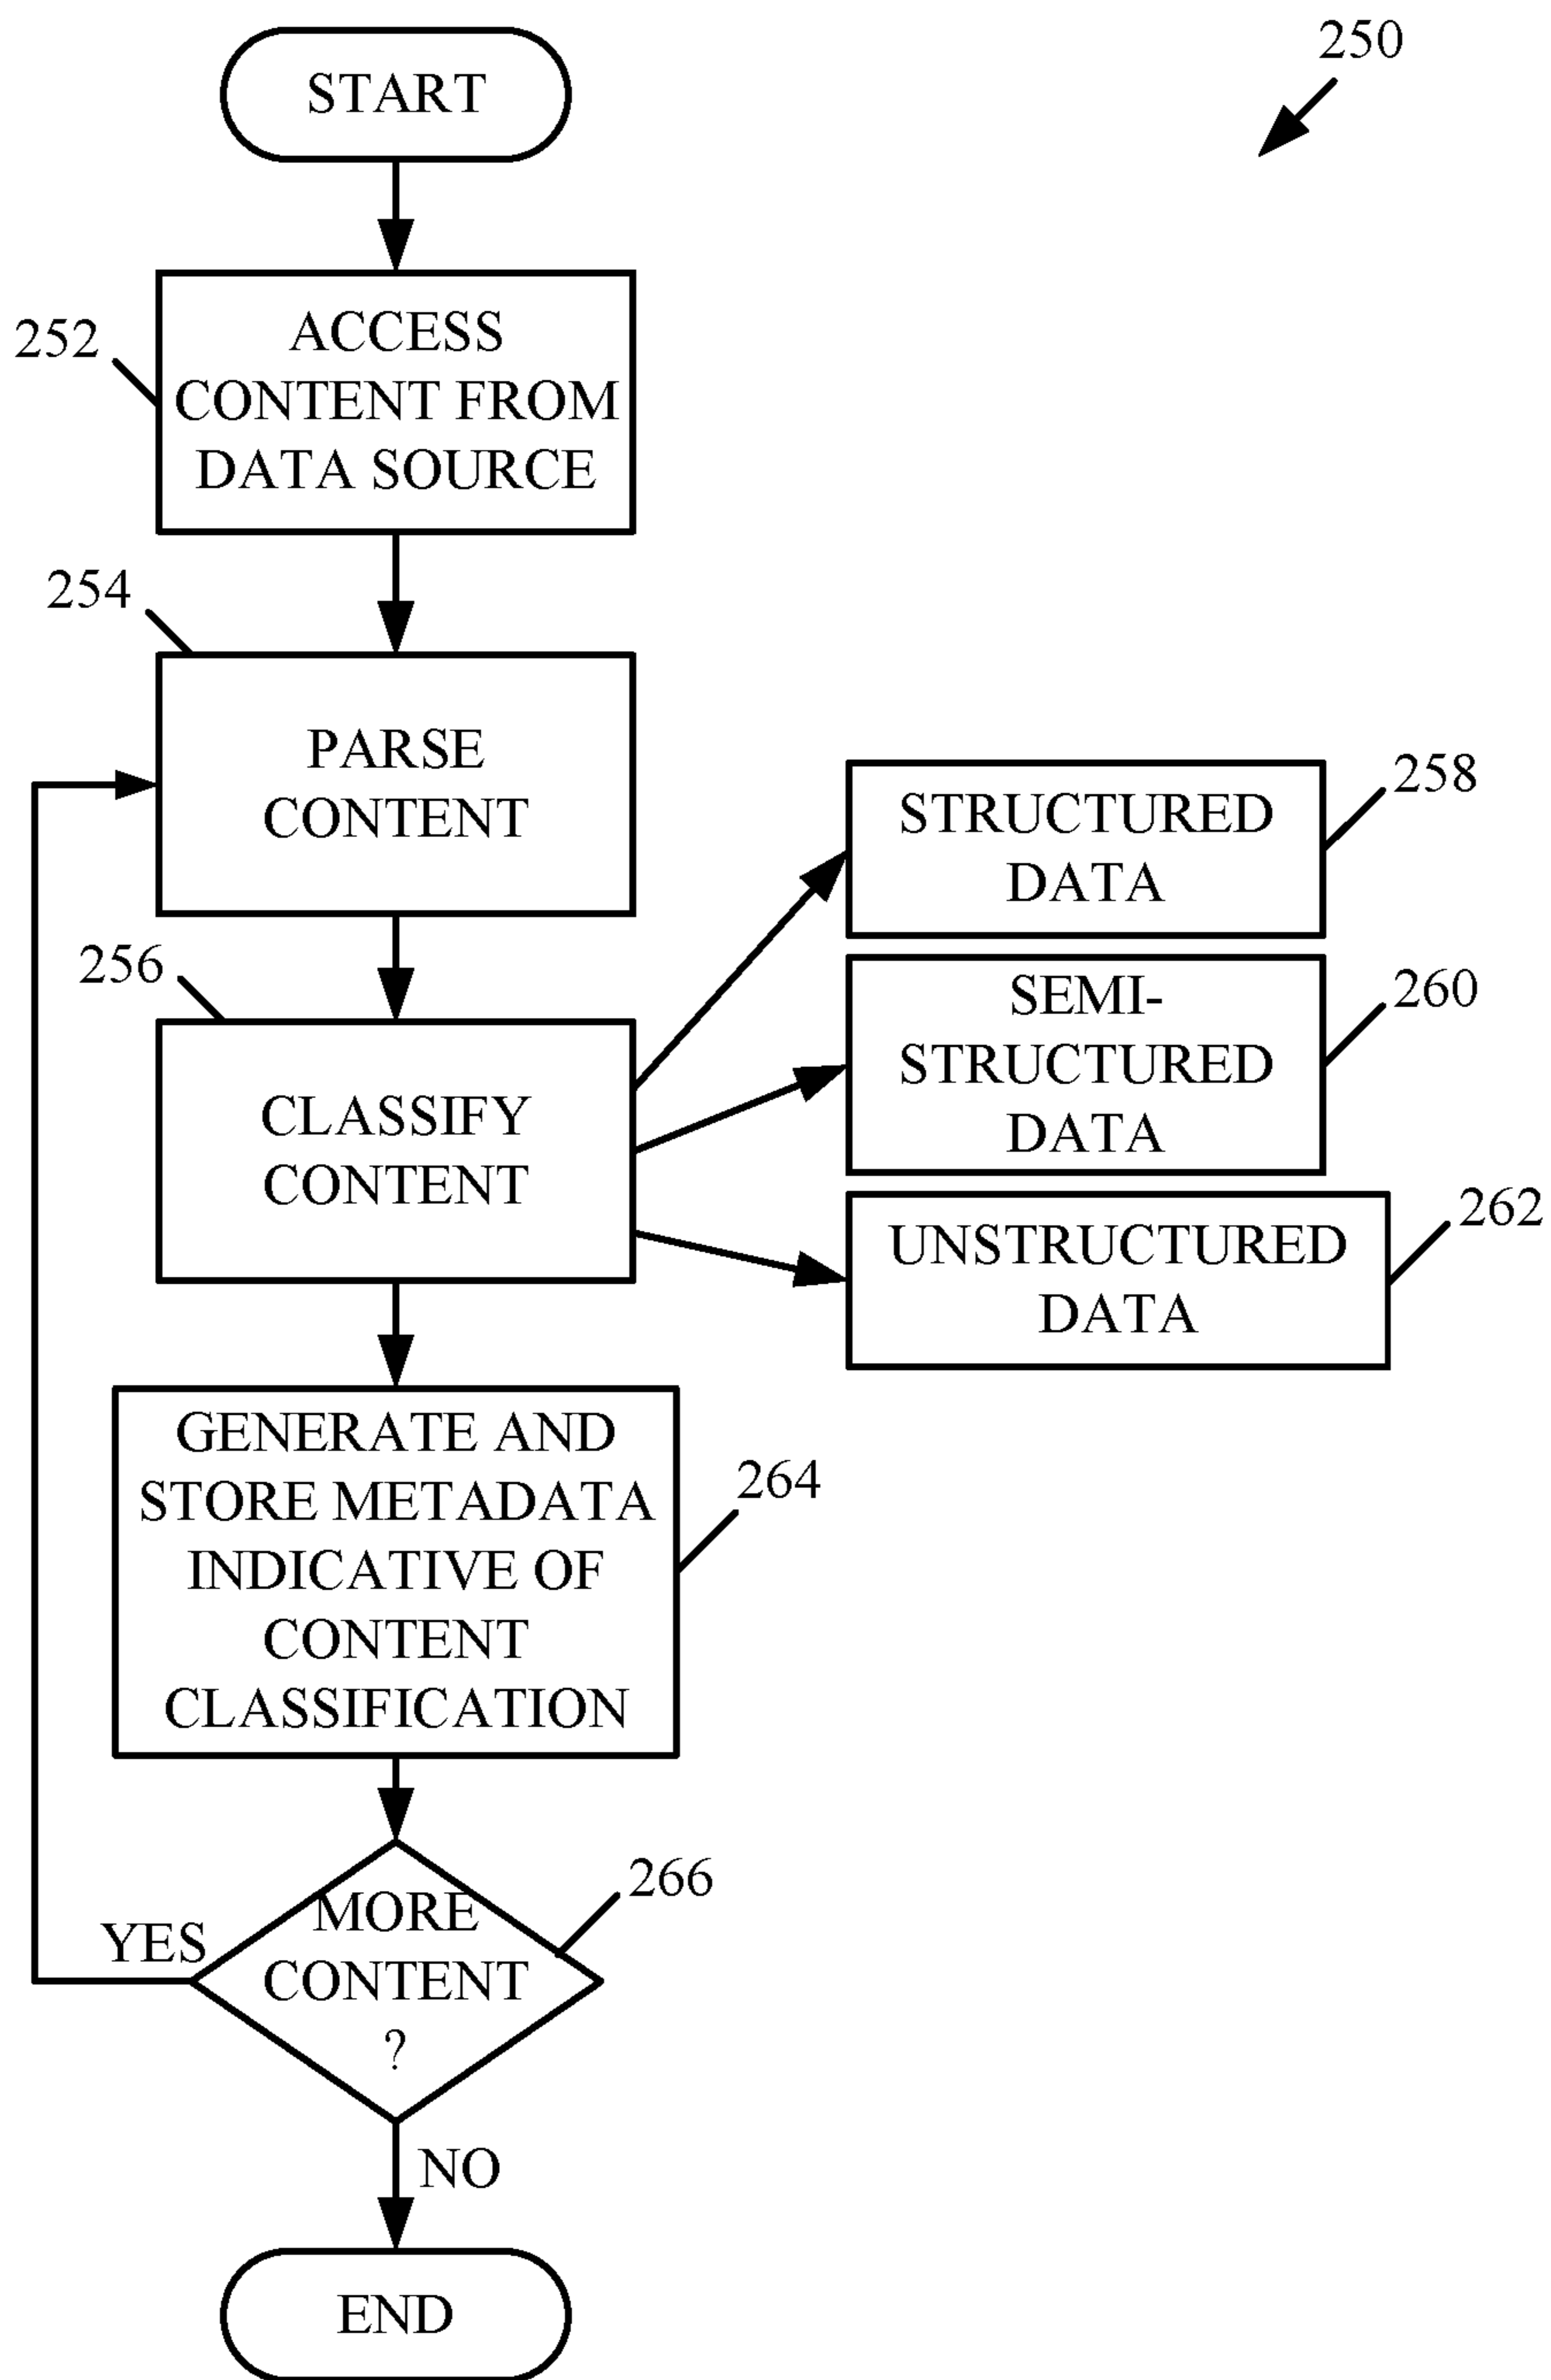 250
START
252
ACCESS
CONTENT FROM
DATA SOURCE
254
PARSE
CONTENT
256
CLASSIFY
CONTENT
STRUCTURED
DATA
258
SEMI-
STRUCTURED
DATA
260
UNSTRUCTURED
DATA
262
GENERATE AND
STORE METADATA
INDICATIVE OF
CONTENT
CLASSIFICATION
264
MORE
CONTENT
?
266
YES
NO
END